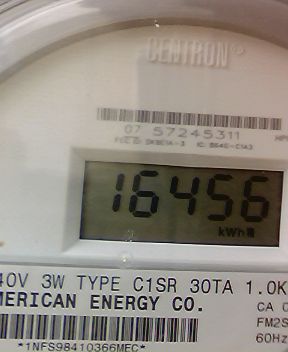 CENTRON®
07 57245311
16456
kWh
40V 3W TYPE C1SR 30TA 1.0K
MERICAN ENERGY CO.
CA 0
FM2S
60Hz
*1NFS98410366MEC*